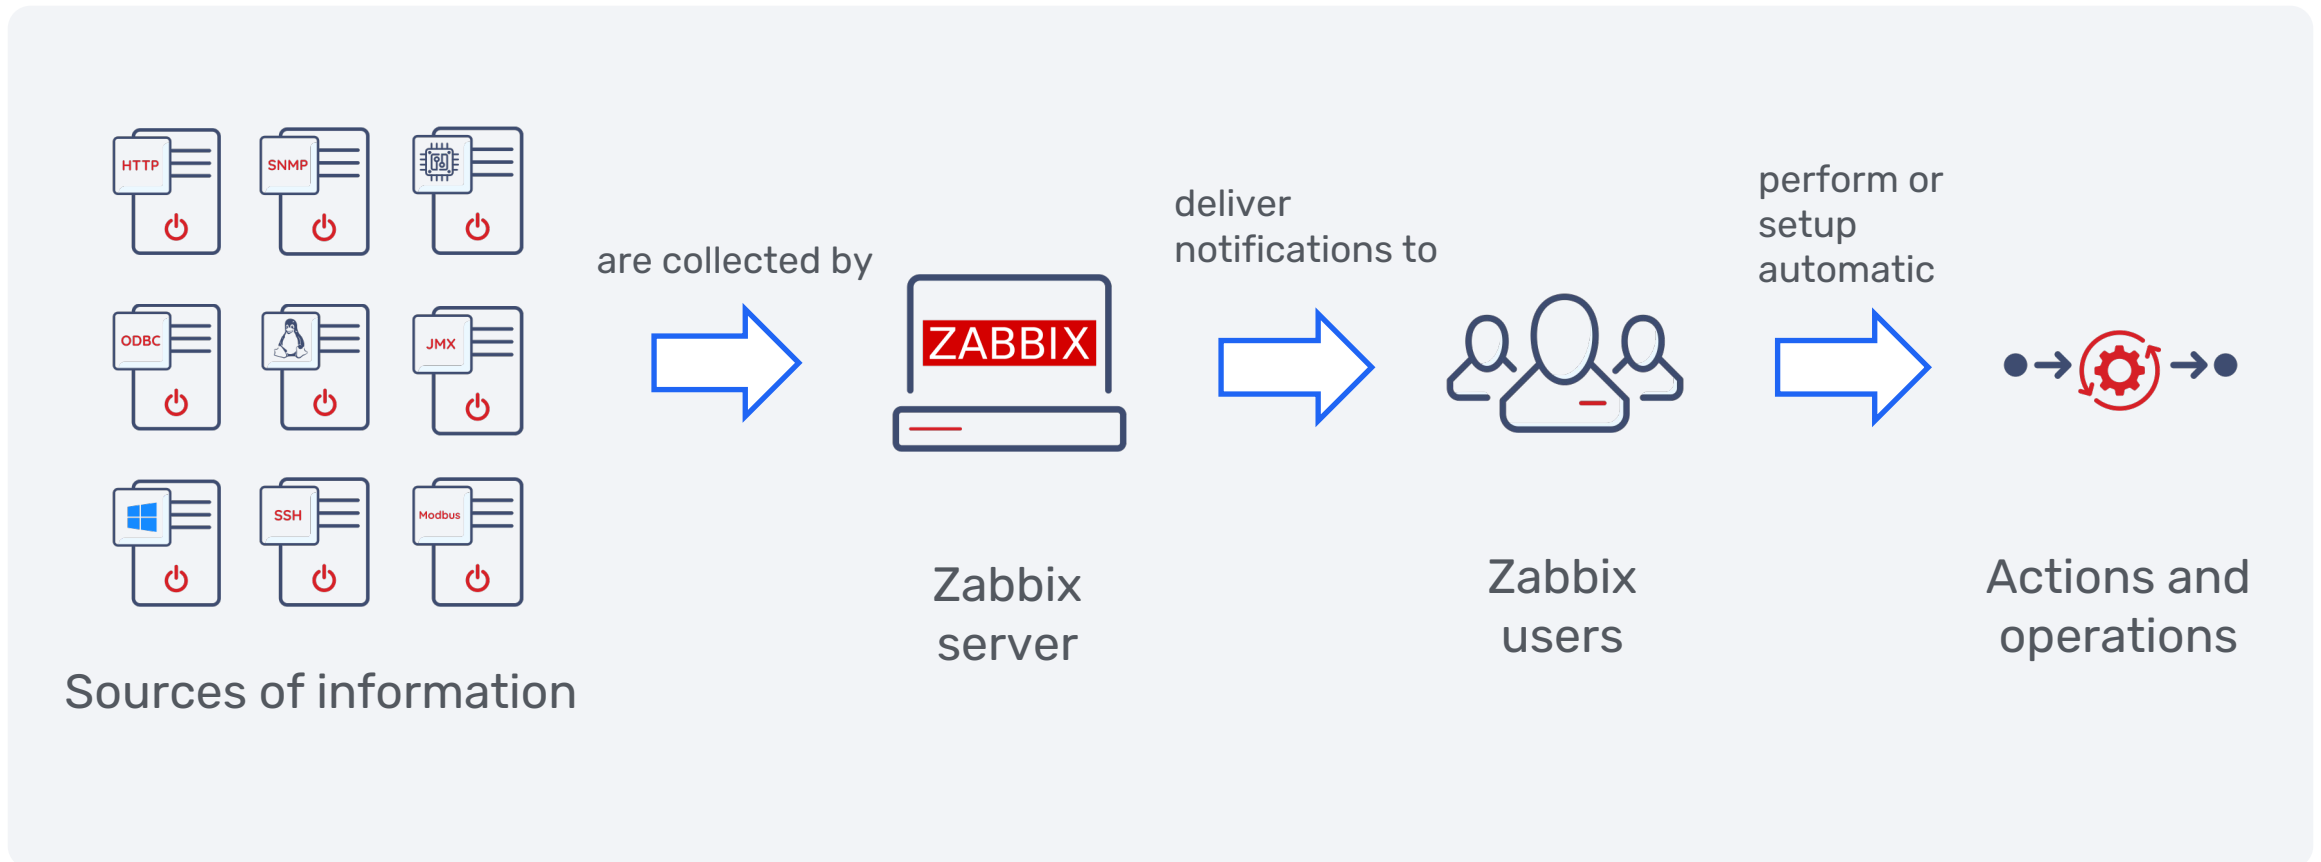 HTTP
SNMP
ODBC
JMX
SSH
Modbus
Sources of information
are collected by
ZABBIX
Zabbix
server
deliver
notifications to
Zabbix
users
perform or
setup
automatic
Actions and
operations